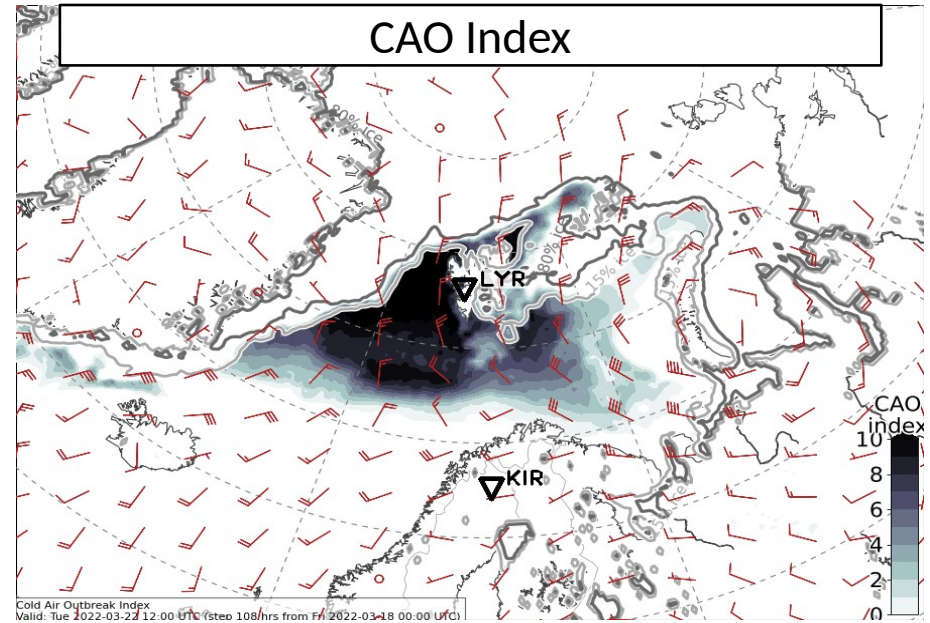 CAO Index
80% Ice
LYR
80%
15% Ice
% Ice
KIR
CAO
index
10
8
6
4
2
0
Cold Air Outbreak Index
Valid: Tue 2022-03-22 12:00 UTC (step 108 hrs from Fri 2022-03-18 00:00 UTC)